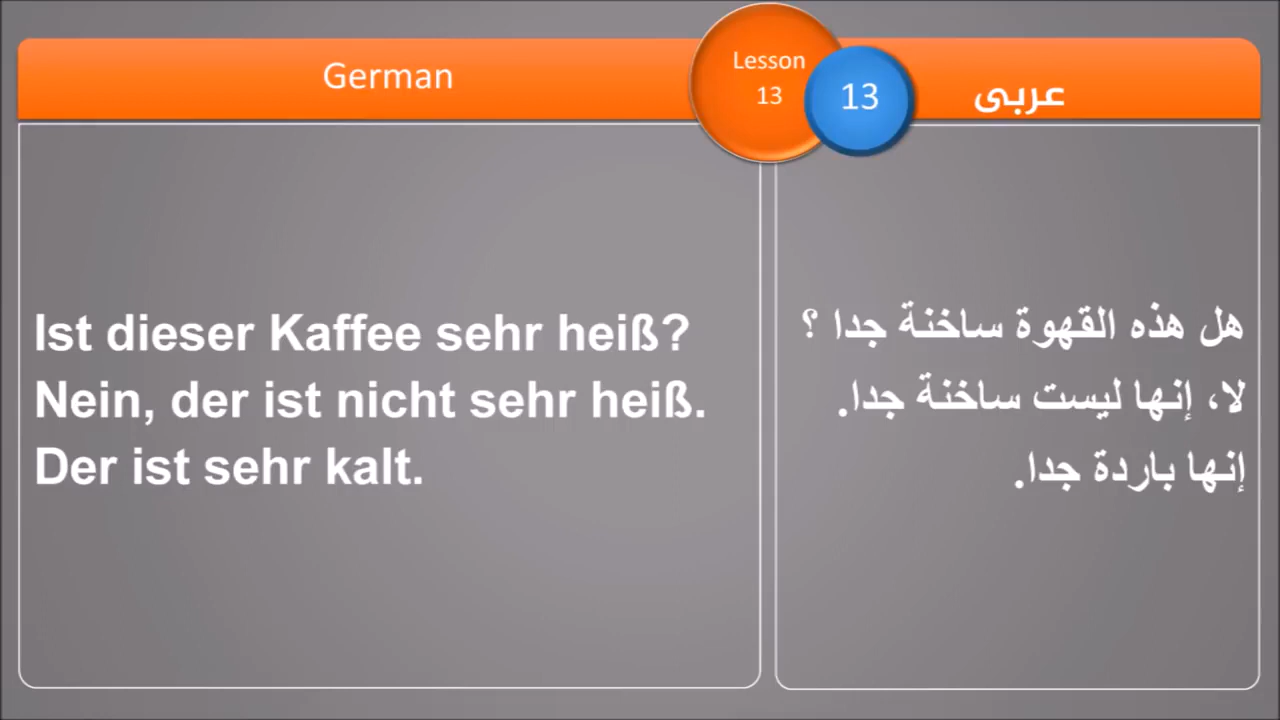 German
Lesson
13
13
عربى
Ist dieser Kaffee sehr heiß?
Nein, der ist nicht sehr heiß.
Der ist sehr kalt.
هل هذه القهوة ساخنة جدا ؟
لا، إنها ليست ساخنة جدا.
إنها باردة جدا.